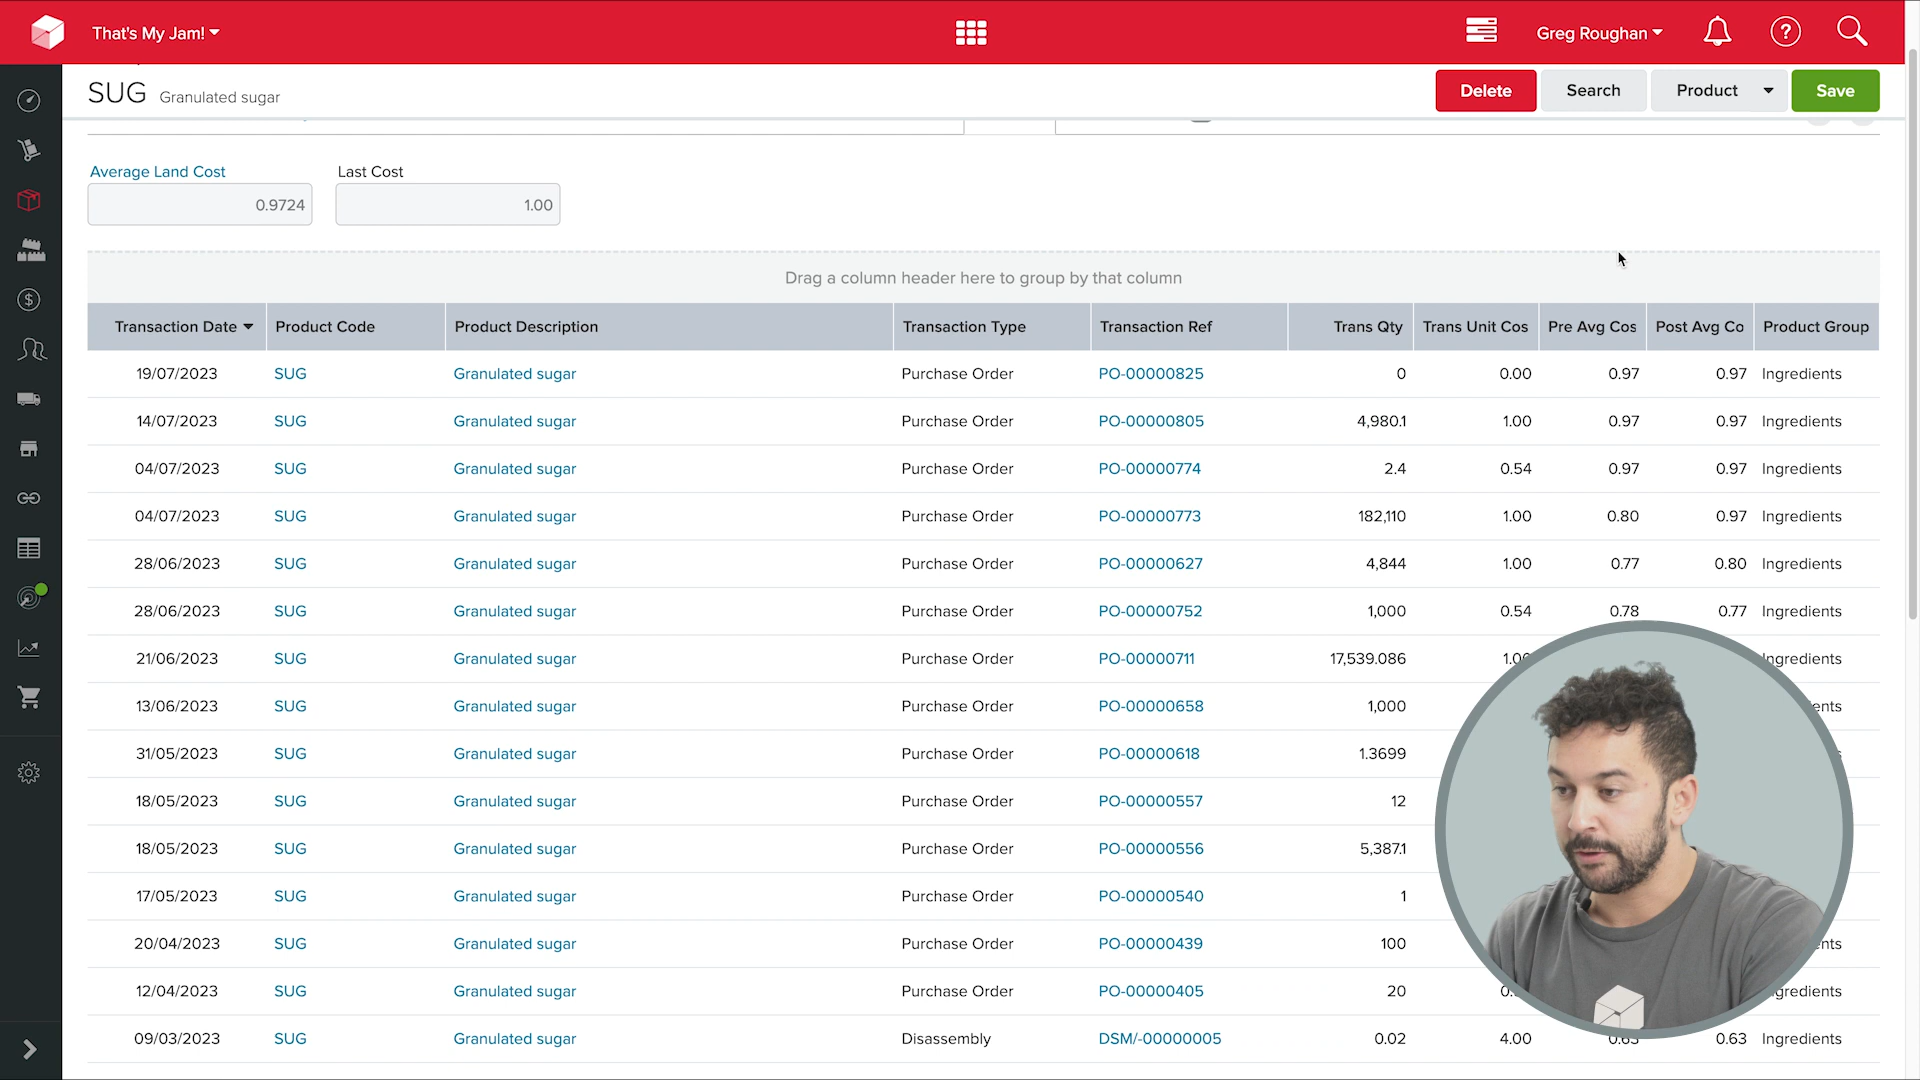 That's My Jam!
Greg Roughan
SUG Granulated sugar
Delete Search Product Save
Average Land Cost Last Cost
0.9724 1.00
Drag a column header here to group by that column
Transaction Date Product Code Product Description Transaction Type Transaction Ref Trans Qty Trans Unit Cos Pre Avg Cos Post Avg Co Product Group
19/07/2023 SUG Granulated sugar Purchase Order PO-00000825 0 0.00 0.97 0.97 Ingredients
14/07/2023 SUG Granulated sugar Purchase Order PO-00000805 4,980.1 1.00 0.97 0.97 Ingredients
04/07/2023 SUG Granulated sugar Purchase Order PO-00000774 2.4 0.54 0.97 0.97 Ingredients
04/07/2023 SUG Granulated sugar Purchase Order PO-00000773 182,110 1.00 0.80 0.97 Ingredients
28/06/2023 SUG Granulated sugar Purchase Order PO-00000627 4,844 1.00 0.77 0.80 Ingredients
28/06/2023 SUG Granulated sugar Purchase Order PO-00000752 1,000 0.54 0.78 0.77 Ingredients
21/06/2023 SUG Granulated sugar Purchase Order PO-00000711 17,539.086
13/06/2023 SUG Granulated sugar Purchase Order PO-00000658 1,000
31/05/2023 SUG Granulated sugar Purchase Order PO-00000618 1.3699
18/05/2023 SUG Granulated sugar Purchase Order PO-00000557 12
18/05/2023 SUG Granulated sugar Purchase Order PO-00000556 5,387.1
17/05/2023 SUG Granulated sugar Purchase Order PO-00000540 1
20/04/2023 SUG Granulated sugar Purchase Order PO-00000439 100
12/04/2023 SUG Granulated sugar Purchase Order PO-00000405 20
09/03/2023 SUG Granulated sugar Disassembly DSM/-00000005 0.02 4.00 0.63 Ingredients